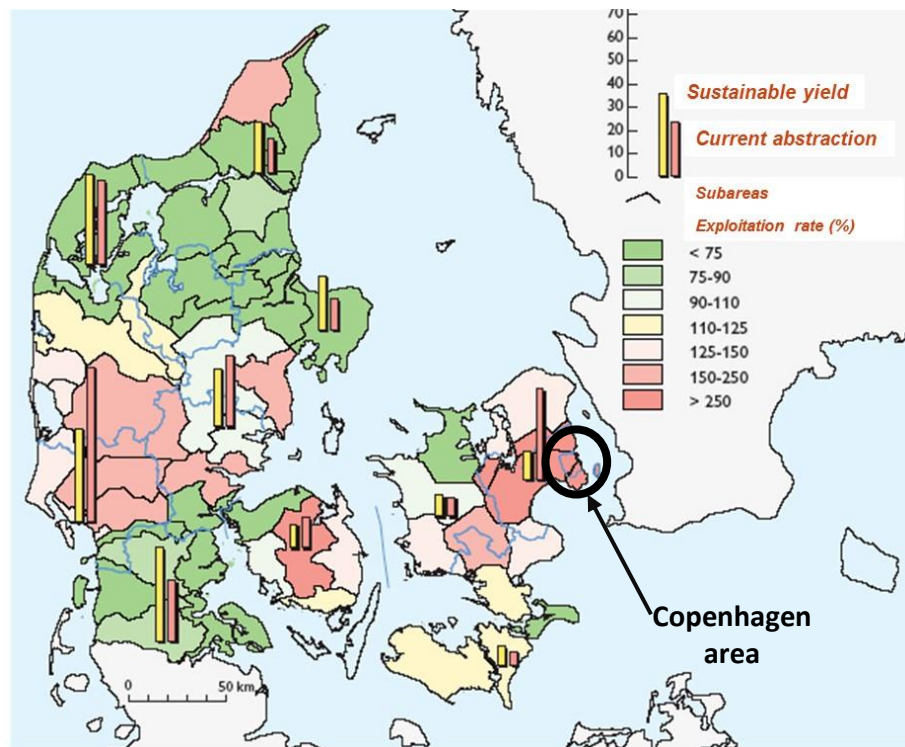 70
60
50
40
30
20
10
0
Sustainable yield
Current abstraction
Subareas
Exploitation rate (%)
< 75
75-90
90-110
110-125
125-150
150-250
> 250
Copenhagen
area
0 50 km